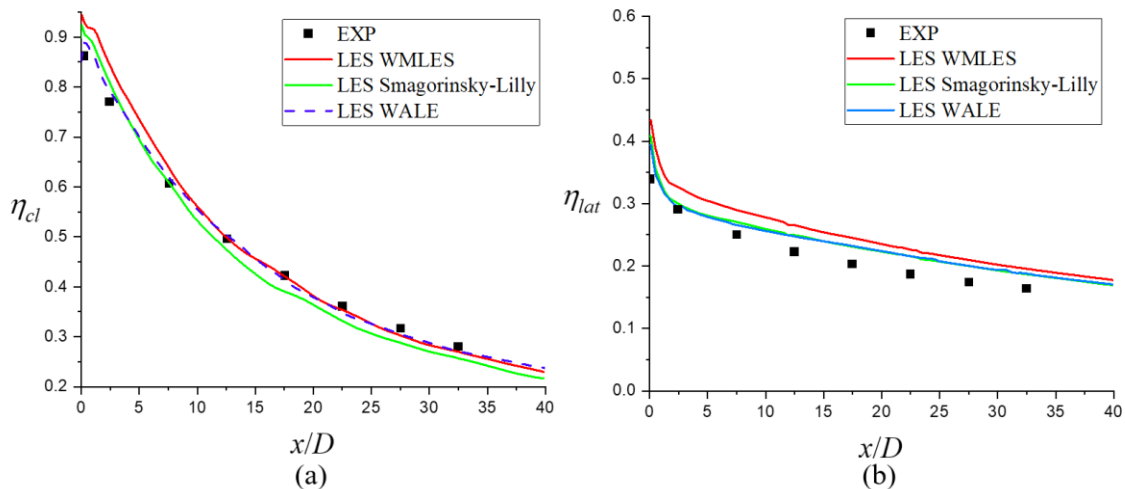 0.9
0.8
0.7
0.6
0.5
0.4
0.3
0.2
ηcl
0 5 10 15 20 25 30 35 40
x/D
(a)
EXP
LES WMLES
LES Smagorinsky-Lilly
LES WALE
0.6
0.5
0.4
0.3
0.2
0.1
0.0
ηlat
0 5 10 15 20 25 30 35 40
x/D
(b)
EXP
LES WMLES
LES Smagorinsky-Lilly
LES WALE